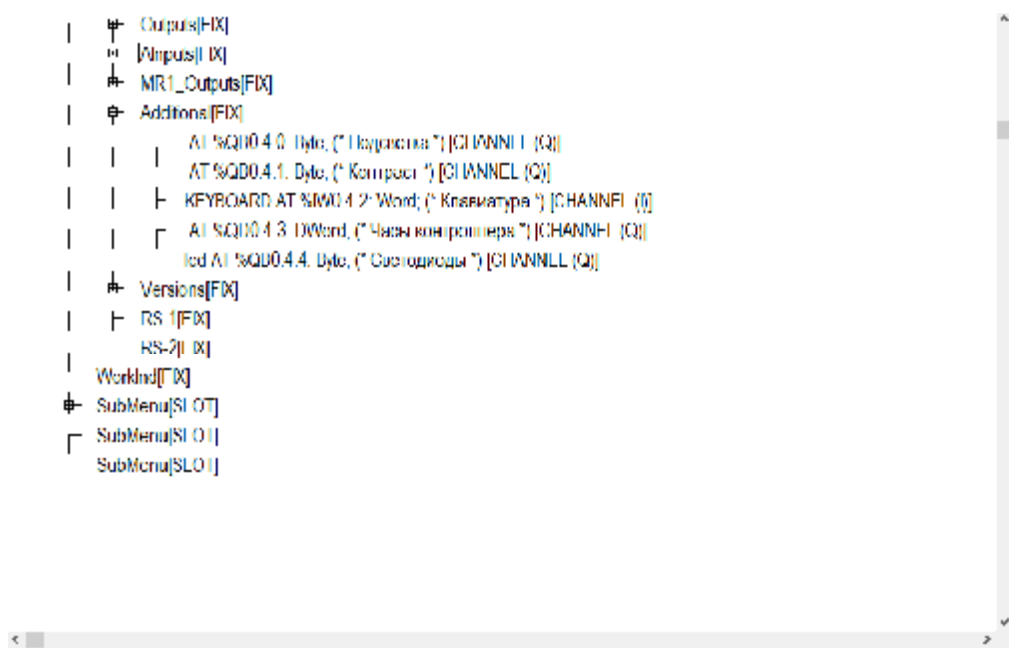 Outputs[FIX]
AInputs[FIX]
MR1_Outputs[FIX]
Additional[FIX]
AT %QB0.4.0: Byte; (* Подсветка *) [CHANNEL (Q)]
AT %QB0.4.1: Byte; (* Контраст *) [CHANNEL (Q)]
KEYBOARD AT %IW0.4.2: Word; (* Клавиатура *) [CHANNEL (I)]
AT %QD0.4.3: DWord; (* Часы контроллера *) [CHANNEL (Q)]
led AT %QB0.4.4: Byte; (* Светодиоды *) [CHANNEL (Q)]
Versions[FIX]
RS-1[FIX]
RS-2[FIX]
WorkInd[FIX]
SubMenu[SLOT]
SubMenu[SLOT]
SubMenu[SLOT]